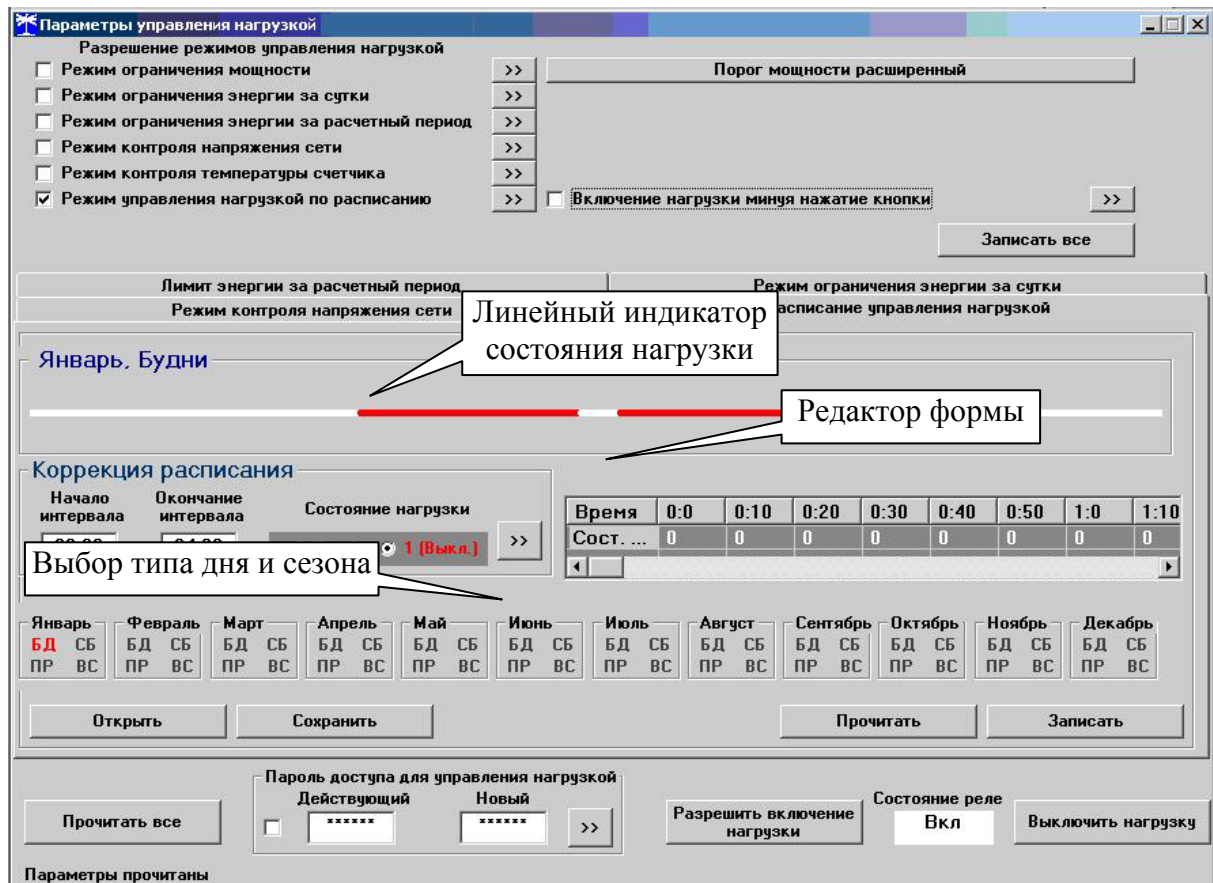 Параметры управления нагрузкой
Разрешение режимов управления нагрузкой
Режим ограничения мощности >> Порог мощности расширенный
Режим ограничения энергии за сутки >>
Режим ограничения энергии за расчетный период >>
Режим контроля напряжения сети >>
Режим контроля температуры счетчика >>
Режим управления нагрузкой по расписанию >> Включение нагрузки минуя нажатие кнопки >>
Записать все
Лимит энергии за расчетный период Режим ограничения энергии за сутки
Режим контроля напряжения сети асписание управления нагрузкой
Линейный индикатор
состояния нагрузки
Январь, Будни
Редактор формы
Коррекция расписания
Начало Окончание
интервала интервала Состояние нагрузки
1 (Выкл.) >>
Время 0:0 0:10 0:20 0:30 0:40 0:50 1:0 1:10
Сост. ... 0 0 0 0 0 0 0 0
Выбор типа дня и сезона
Январь Февраль Март Апрель Май Июнь Июль Август Сентябрь Октябрь Ноябрь Декабрь
БД СБ БД СБ БД СБ БД СБ БД СБ БД СБ БД СБ БД СБ БД СБ БД СБ БД СБ БД СБ
ПР ВС ПР ВС ПР ВС ПР ВС ПР ВС ПР ВС ПР ВС ПР ВС ПР ВС ПР ВС ПР ВС ПР ВС
Открыть Сохранить Прочитать Записать
Пароль доступа для управления нагрузкой
Действующий Новый
Прочитать все ****** ****** >>
Разрешить включение
нагрузки
Состояние реле
Вкл
Выключить нагрузку
Параметры прочитаны